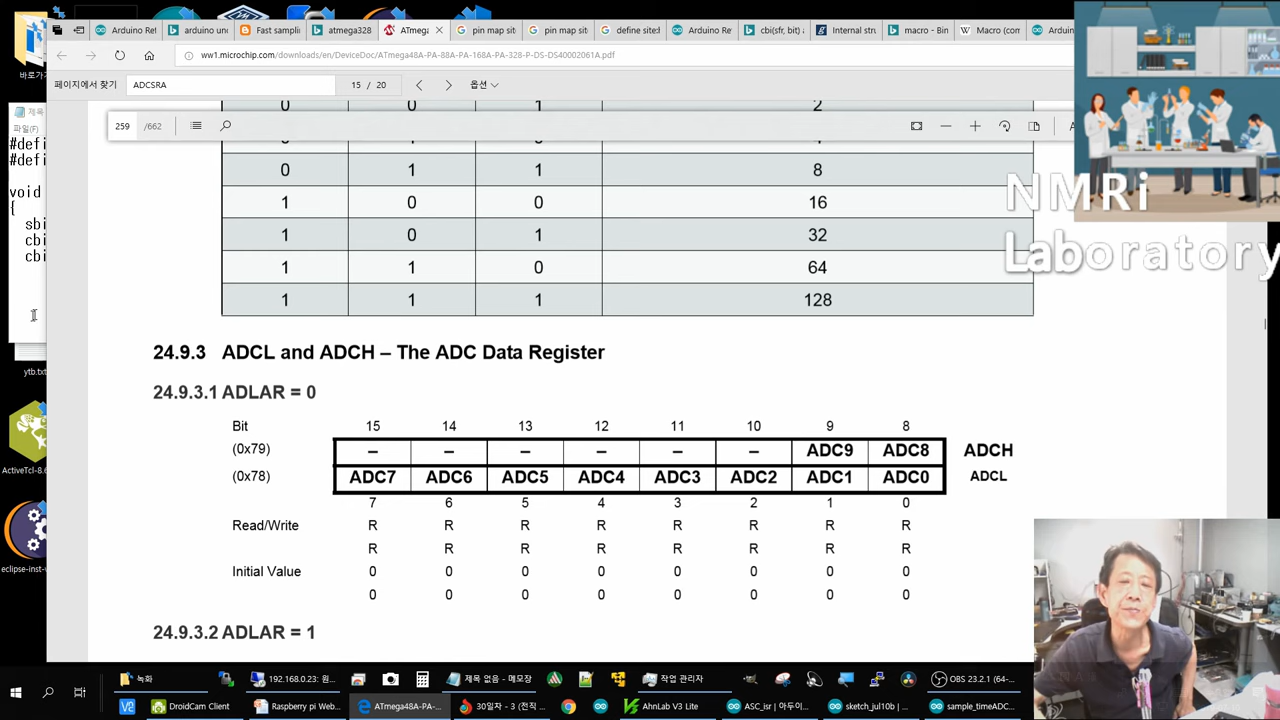 바로가
Arduino Ret
arduino unc
Fast sampli
atmega328
ATmega
pin map sit
pin map sit
define site3
Arduino Re
cbi(sfr, bit) a
Internal stru
macro - Bin
Macro (com
Ardu
ww1.microchip.com/downloads/en/DeviceDoc/ATmega48A-PA-88A-PA-168A-PA-328-P-DS-DS40002061A.pdf
페이지에서 찾기
ADCSRA
15 / 20
옵션
제목
파일(F)
259
/662
#defi
#defi
void
{
sbi
cbi
cbi
0 0 1 2
0 1 1 8
1 0 0 16
1 0 1 32
1 1 0 64
1 1 1 128
NMRi
Laboratory
24.9.3 ADCL and ADCH – The ADC Data Register
24.9.3.1 ADLAR = 0
Bit 15 14 13 12 11 10 9 8
(0x79) – – – – – – ADC9 ADC8 ADCH
(0x78) ADC7 ADC6 ADC5 ADC4 ADC3 ADC2 ADC1 ADC0 ADCL
7 6 5 4 3 2 1 0
Read/Write R R R R R R R R
R R R R R R R R
Initial Value 0 0 0 0 0 0 0 0
0 0 0 0 0 0 0 0
24.9.3.2 ADLAR = 1
ytb.txt
ActiveTcl-8.6
eclipse-inst-w
녹화
192.168.0.23: 원...
제목 없음 - 메모장
작업 관리자
OBS 23.2.1 (64-...
DroidCam Client
Raspberry pi Web...
ATmega48A-PA-...
30일차 - 3 (전직 ...
AhnLab V3 Lite
ASC_isr | 아두이...
sketch_jul10b | ...
sample_timeADC...